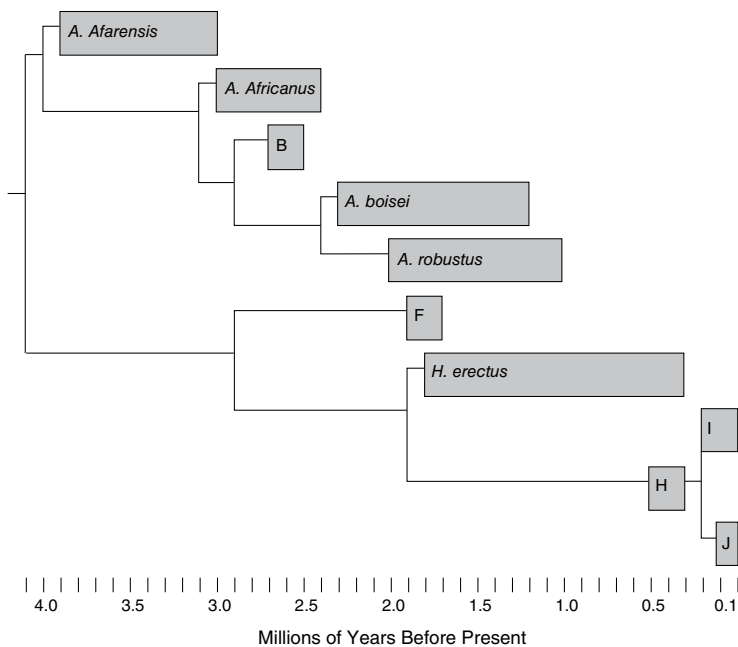 A. Afarensis
A. Africanus
B
A. boisei
A. robustus
F
H. erectus
I
H
J
4.0 3.5 3.0 2.5 2.0 1.5 1.0 0.5 0.1
Millions of Years Before Present